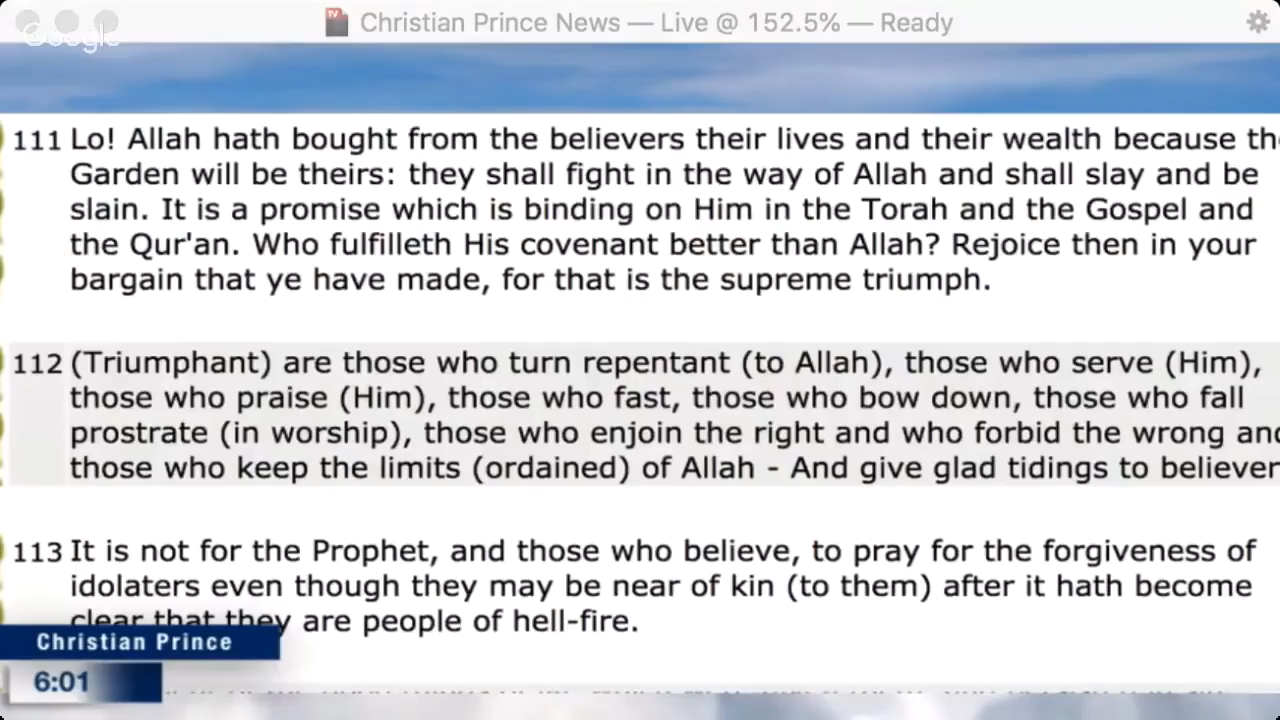 Google
Christian Prince News — Live @ 152.5% — Ready
111 Lo! Allah hath bought from the believers their lives and their wealth because
Garden will be theirs: they shall fight in the way of Allah and shall slay and be
slain. It is a promise which is binding on Him in the Torah and the Gospel and
the Qur'an. Who fulfilleth His covenant better than Allah? Rejoice then in your
bargain that ye have made, for that is the supreme triumph.
112 (Triumphant) are those who turn repentant (to Allah), those who serve (Him),
those who praise (Him), those who fast, those who bow down, those who fall
prostrate (in worship), those who enjoin the right and who forbid the wrong
those who keep the limits (ordained) of Allah - And give glad tidings to believer
113 It is not for the Prophet, and those who believe, to pray for the forgiveness of
idolaters even though they may be near of kin (to them) after it hath become
clear that they are people of hell-fire.
Christian Prince
6:01